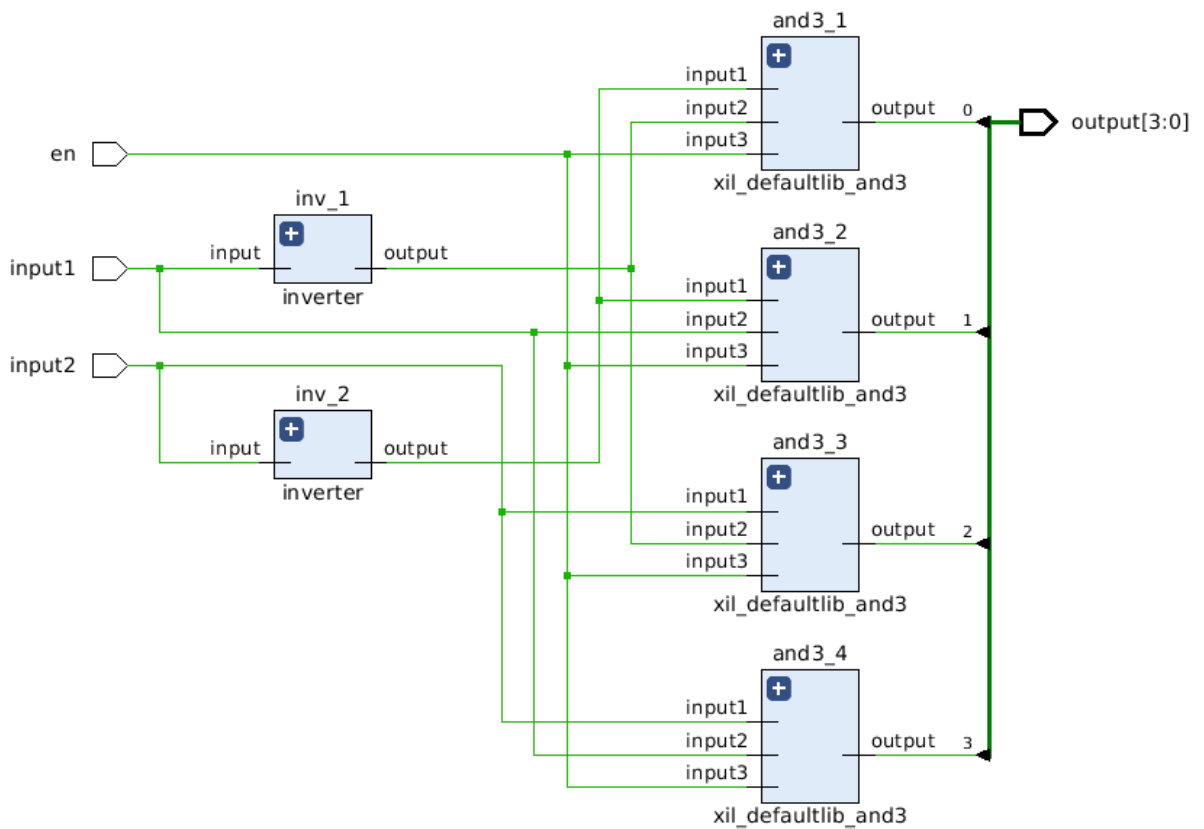 and3_1
input1
input2
input3
output 0
output[3:0]
xil_defaultlib_and3
en
inv_1
input1
input
output
inverter
and3_2
input1
input2
input3
output 1
xil_defaultlib_and3
input2
inv_2
input
output
inverter
and3_3
input1
input2
input3
output 2
xil_defaultlib_and3
and3_4
input1
input2
input3
output 3
xil_defaultlib_and3